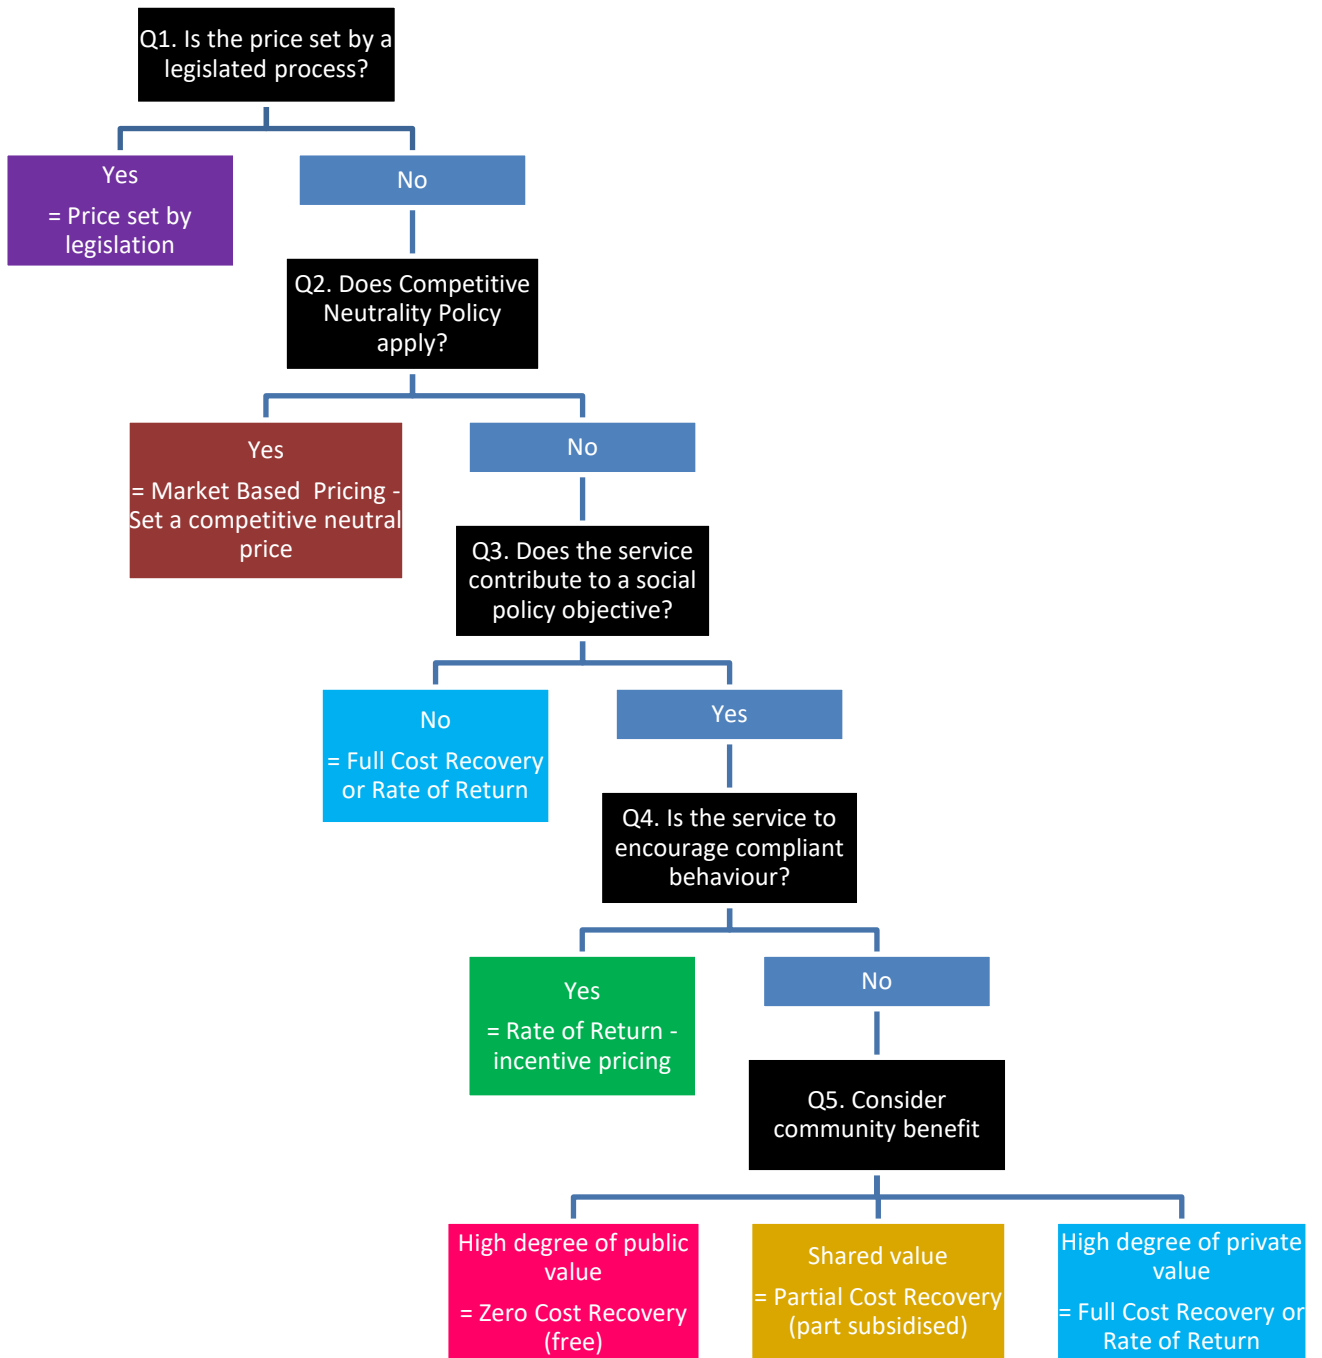 Q1. Is the price set by a
legislated process?
Yes
= Price set by
legislation
No
Q2. Does Competitive
Neutrality Policy
apply?
Yes
= Market Based  Pricing -
Set a competitive neutral
price
No
Q3. Does the service
contribute to a social
policy objective?
No
= Full Cost Recovery
or Rate of Return
Yes
Q4. Is the service to
encourage compliant
behaviour?
Yes
= Rate of Return -
incentive pricing
No
Q5. Consider
community benefit
High degree of public
value
= Zero Cost Recovery
(free)
Shared value
= Partial Cost Recovery
(part subsidised)
High degree of private
value
= Full Cost Recovery or
Rate of Return